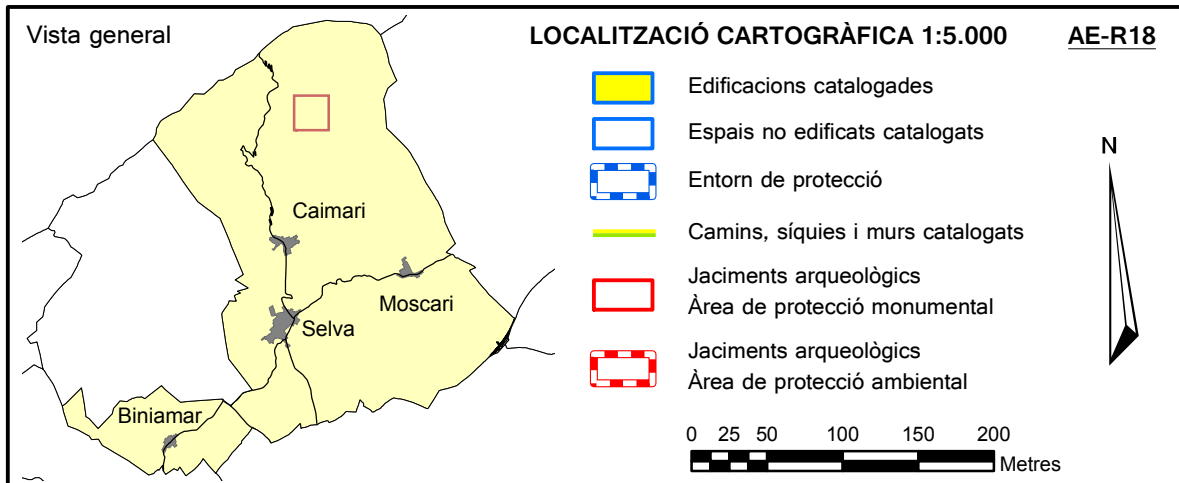 Vista general
LOCALITZACIÓ CARTOGRÀFICA 1:5.000
AE-R18
Edificacions catalogades
Espais no edificats catalogats
Entorn de protecció
Camins, síquies i murs catalogats
Jaciments arqueològics
Àrea de protecció monumental
Jaciments arqueològics
Àrea de protecció ambiental
N
Caimari
Moscari
Selva
Biniamar
0 25 50 100 150 200
Metres